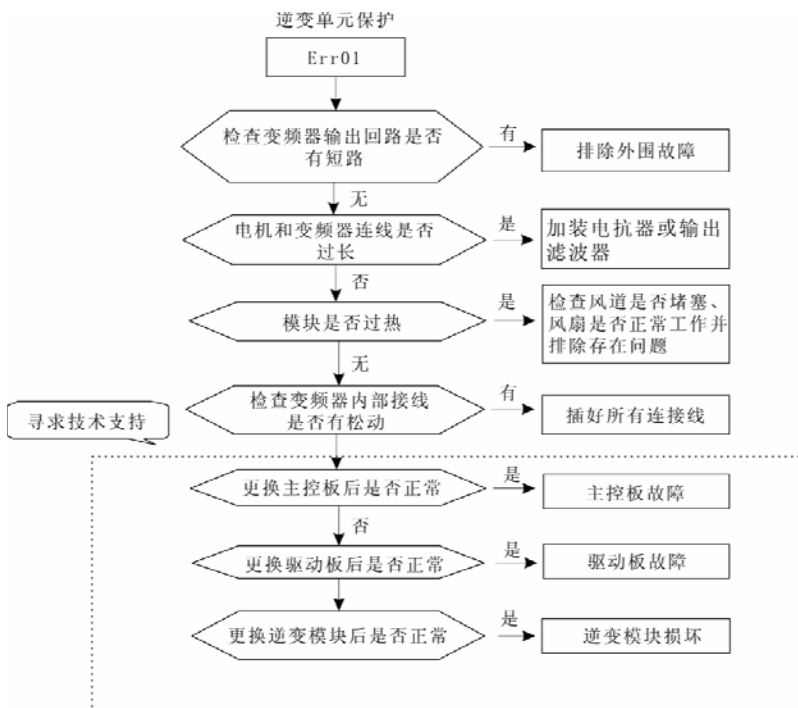 逆变单元保护
Err01
检查变频器输出回路是否
有短路
有
排除外围故障
无
电机和变频器连线是否
过长
是
加装电抗器或输出
滤波器
否
模块是否过热
是
检查风道是否堵塞、
风扇是否正常工作并
排除存在问题
无
检查变频器内部接线
是否有松动
有
插好所有连接线
寻求技术支持
更换主控板后是否正常
是
主控板故障
否
更换驱动板后是否正常
是
驱动板故障
更换逆变模块后是否正常
是
逆变模块损坏